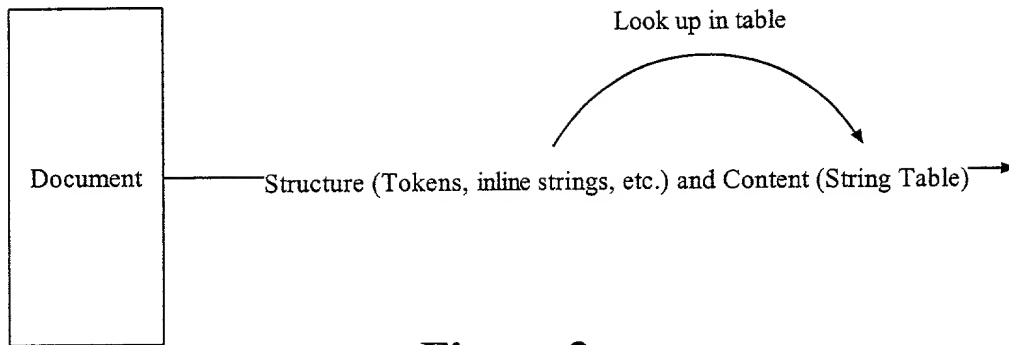 Look up in table
Document
Structure (Tokens, inline strings, etc.) and Content (String Table)